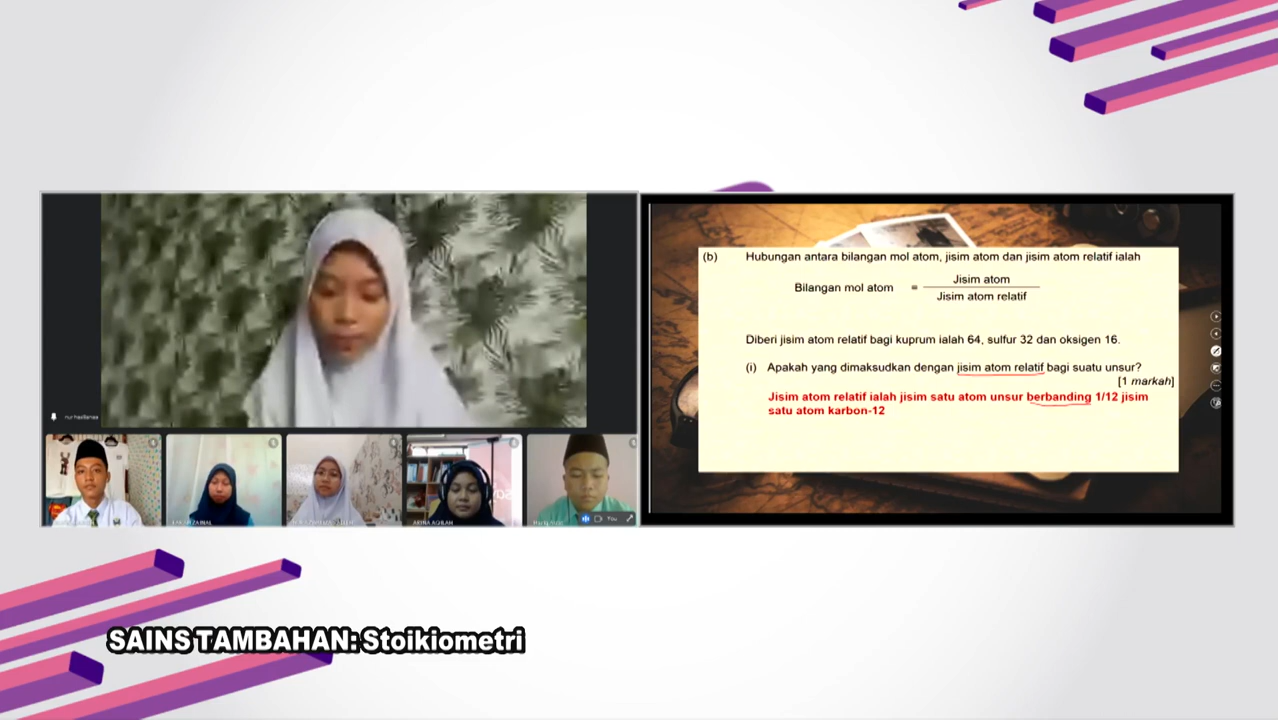 (b) Hubungan antara bilangan mol atom, jisim atom dan jisim atom relatif ialah
Bilangan mol atom = Jisim atom
Jisim atom relatif
Diberi jisim atom relatif bagi kuprum ialah 64, sulfur 32 dan oksigen 16.
(i) Apakah yang dimaksudkan dengan jisim atom relatif bagi suatu unsur?
[1 markah]
Jisim atom relatif ialah jisim satu atom unsur berbanding 1/12 jisim
satu atom karbon-12
You
SAINS TAMBAHAN: Stoikiometri